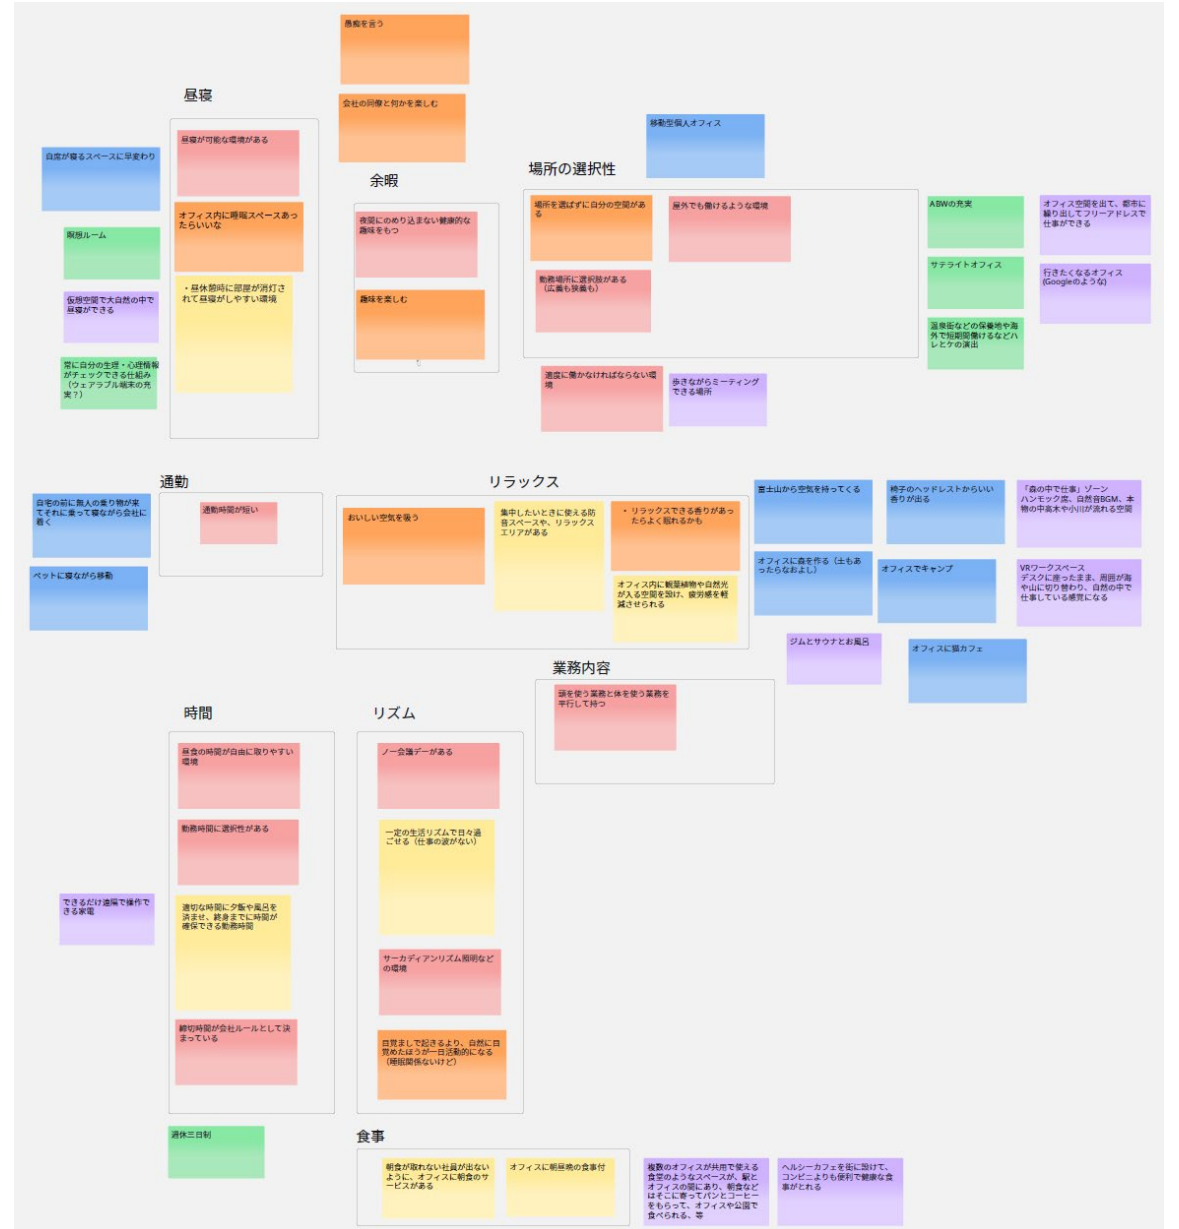 愚痴を言う
会社の同僚と何かを楽しむ
昼寝
昼寝が可能な環境がある
自席が寝るスペースに早変わり
オフィス内に睡眠スペースあっ
たらいいな
瞑想ルーム
・昼休憩時に部屋が消灯さ
れて昼寝がしやすい環境
仮想空間で大自然の中で
昼寝ができる
常に自分の生理・心理情報
がチェックできる仕組み
（ウェアラブル端末の充
実？）
余暇
夜間にのめり込まない健康的な
趣味をもつ
趣味を楽しむ
移動型個人オフィス
場所の選択性
場所を選ばずに自分の空間があ
る
屋外でも働けるような環境
勤務場所に選択肢がある
（広義も狭義も）
適度に働かなければならない環
境
歩きながらミーティング
できる場所
ABWの充実
サテライトオフィス
温泉街などの保養地や海
外で短期間働けるなどハ
レとケの演出
オフィス空間を出て、都市に
繰り出してフリーアドレスで
仕事ができる
行きたくなるオフィス
(Googleのような)
通勤
通勤時間が短い
自宅の前に無人の乗り物が来
てそれに乗って寝ながら会社に
着く
ベットに寝ながら移動
リラックス
おいしい空気を吸う
集中したいときに使える防
音スペースや、リラックス
エリアがある
・リラックスできる香りがあっ
たらよく眠れるかも
オフィス内に観葉植物や自然光
が入る空間を設け、疲労感を軽
減させられる
富士山から空気を持ってくる
椅子のヘッドレストからいい
香りが出る
「森の中で仕事」ゾーン
ハンモック席、自然音BGM、本
物の中高木や小川が流れる空間
オフィスに森を作る（土もあ
ったらなおよし）
オフィスでキャンプ
VRワークスペース
デスクに座ったまま、周囲が海
や山に切り替わり、自然の中で
仕事している感覚になる
ジムとサウナとお風呂
オフィスに猫カフェ
業務内容
頭を使う業務と体を使う業務を
平行して持つ
時間
昼食の時間が自由に取りやすい
環境
勤務時間に選択性がある
適切な時間に夕飯や風呂を
済ませ、終身までに時間が
確保できる勤務時間
締切時間が会社ルールとして決
まっている
できるだけ遠隔で操作で
きる家電
週休三日制
リズム
ノー会議デーがある
一定の生活リズムで日々過
ごせる（仕事の波がない）
サーカディアンリズム照明など
の環境
目覚ましで起きるより、自然に目
覚めたほうが一日活動的になる
（睡眠関係ないけど）
食事
朝食が取れない社員が出ない
ように、オフィスに朝食のサ
ービスがある
オフィスに朝昼晩の食事付
複数のオフィスが共用で使える
食堂のようなスペースが、駅と
オフィスの間にあり、朝食など
はそこに寄ってパンとコーヒー
をもらって、オフィスや公園で
食べられる、等
ヘルシーカフェを街に設けて、
コンビニよりも便利で健康な食
事がとれる